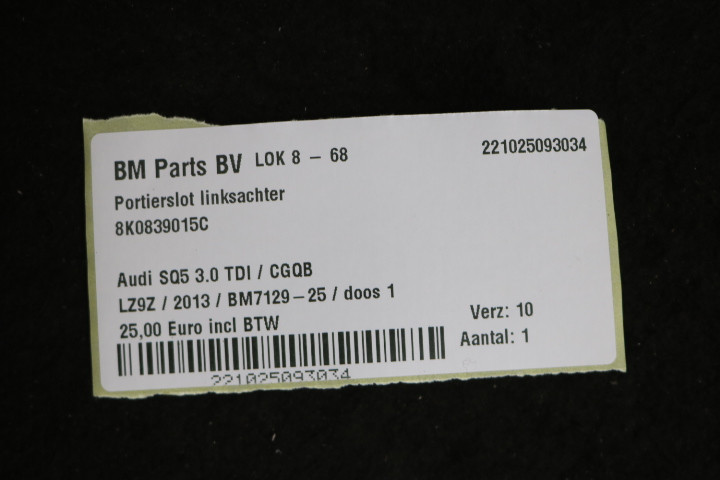 BM Parts BV LOK 8 - 68 221025093034
Portierslot linksachter
8K0839015C
Audi SQ5 3.0 TDI / CGQB
LZ9Z / 2013 / BM7129-25 / doos 1
25,00 Euro incl BTW
Verz: 10
Aantal: 1
221025093034